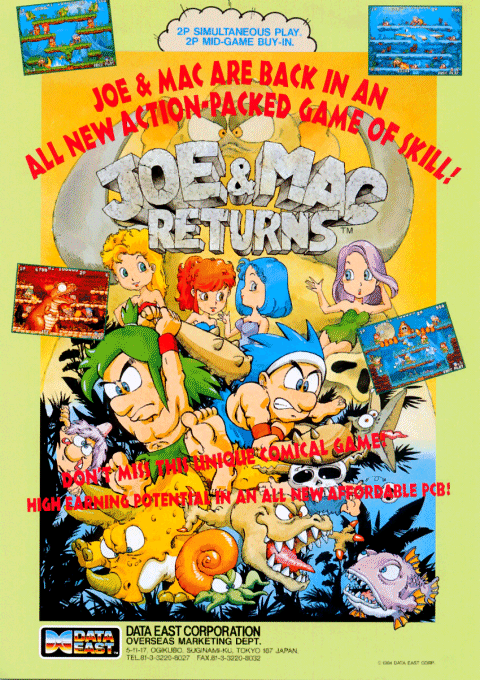 2P SIMULTANEOUS PLAY.
2P MID-GAME BUY-IN.
JOE & MAC ARE BACK IN AN
ALL NEW ACTION-PACKED GAME OF SKILL!
JOE & MAC
RETURNS™
DON'T MISS THIS UNIQUE COMICAL GAME!
HIGH EARNING POTENTIAL IN AN ALL NEW AFFORDABLE PCB!
DATA
EAST
DATA EAST CORPORATION
OVERSEAS MARKETING DEPT.
5-11-17, OGIKUBO, SUGINAMI-KU, TOKYO 167 JAPAN.
TEL.81-3-3220-8027 FAX.81-3-3220-8032
© 1994 DATA EAST CORP.